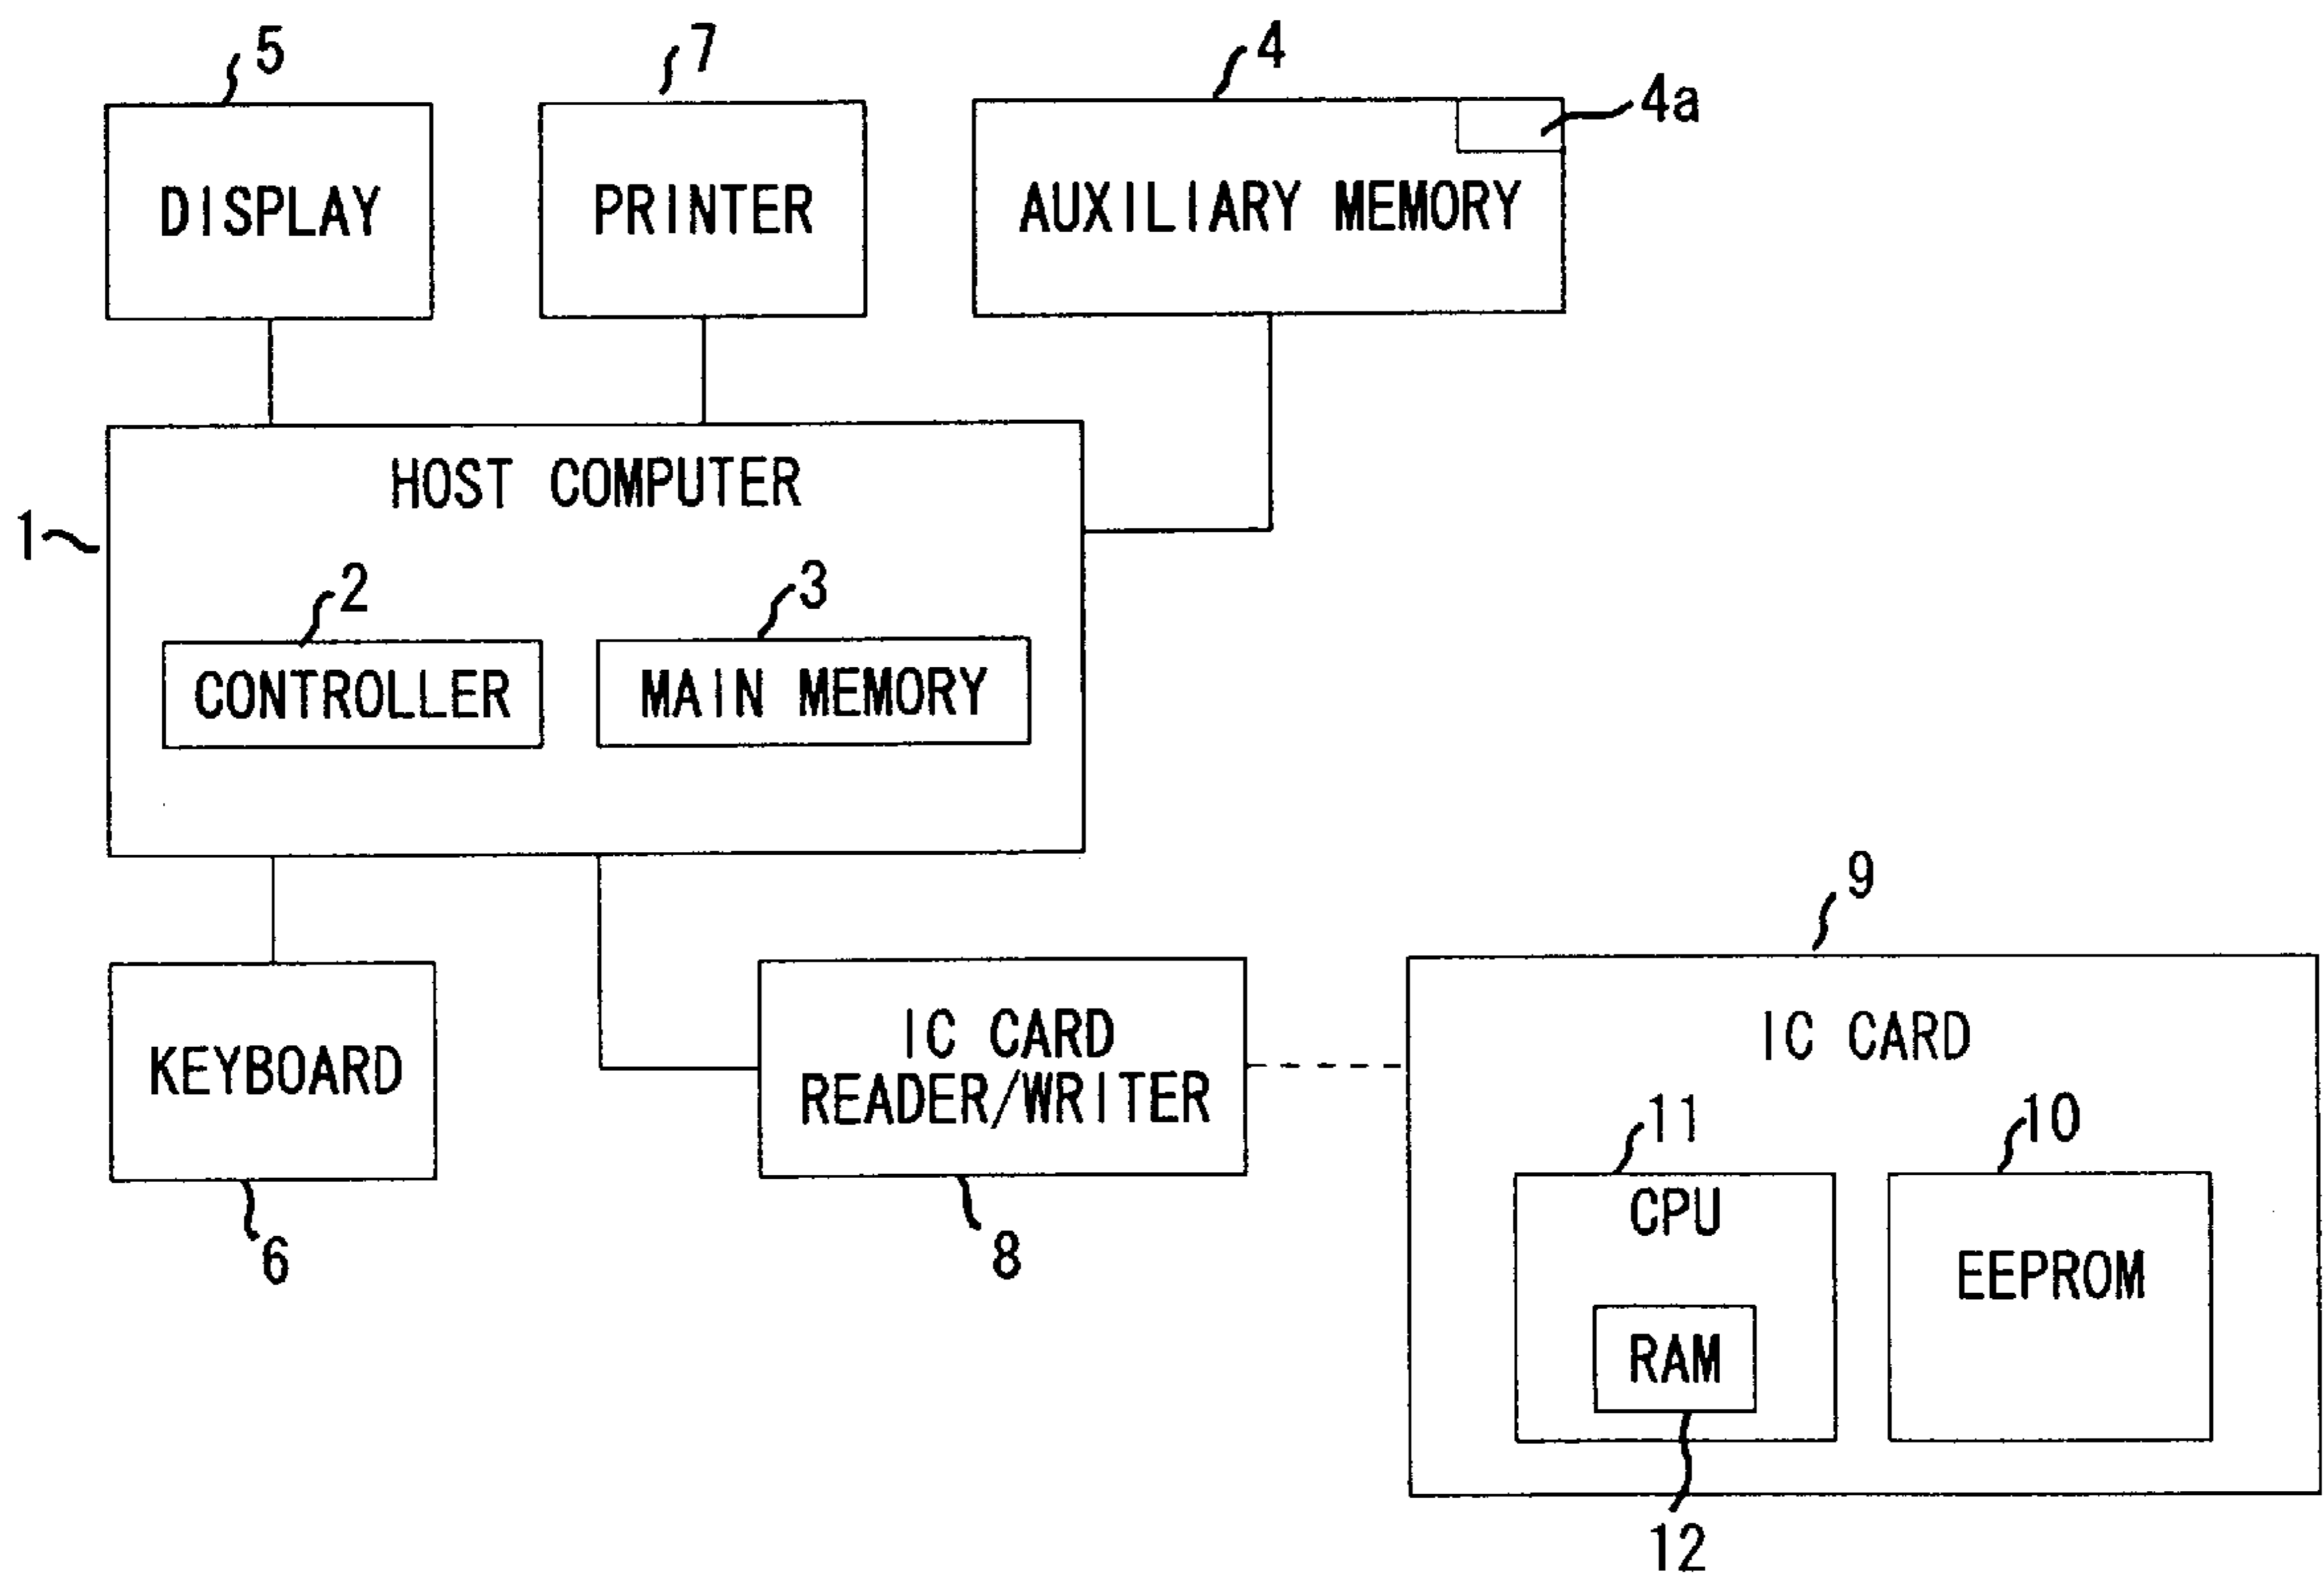 5
7
4
4a
DISPLAY
PRINTER
AUXILIARY MEMORY
HOST COMPUTER
1
2
3
CONTROLLER
MAIN MEMORY
9
IC CARD
READER/WRITER
IC CARD
KEYBOARD
11
10
CPU
6
8
EEPROM
RAM
12